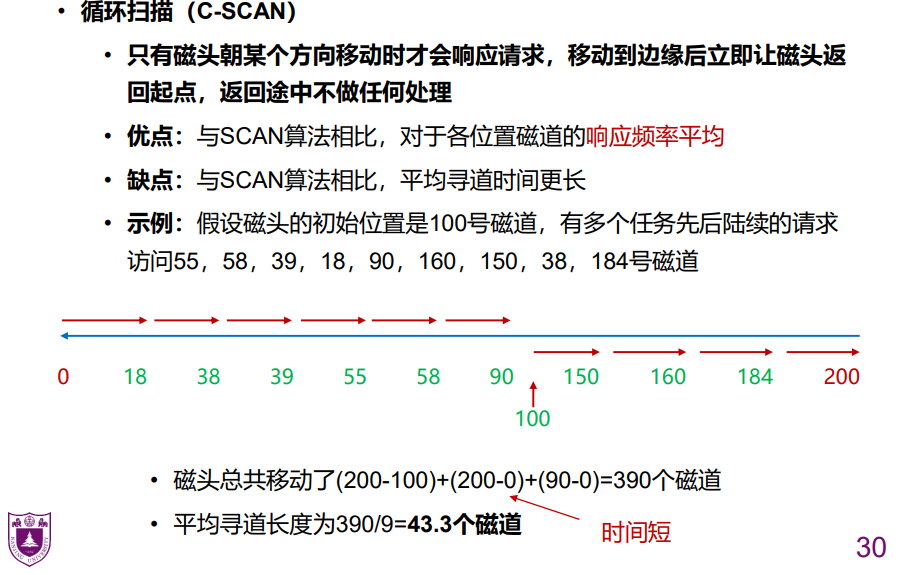 • 循环扫描（C-SCAN）
• 只有磁头朝某个方向移动时才会响应请求，移动到边缘后立即让磁头返
回起点，返回途中不做任何处理
• 优点：与SCAN算法相比，对于各位置磁道的响应频率平均
• 缺点：与SCAN算法相比，平均寻道时间更长
• 示例：假设磁头的初始位置是100号磁道，有多个任务先后陆续的请求
访问55，58，39，18，90，160，150，38，184号磁道
0 18 38 39 55 58 90 150 160 184 200
100
• 磁头总共移动了(200-100)+(200-0)+(90-0)=390个磁道
• 平均寻道长度为390/9=43.3个磁道
时间短
NANJING UNIVERSITY
30